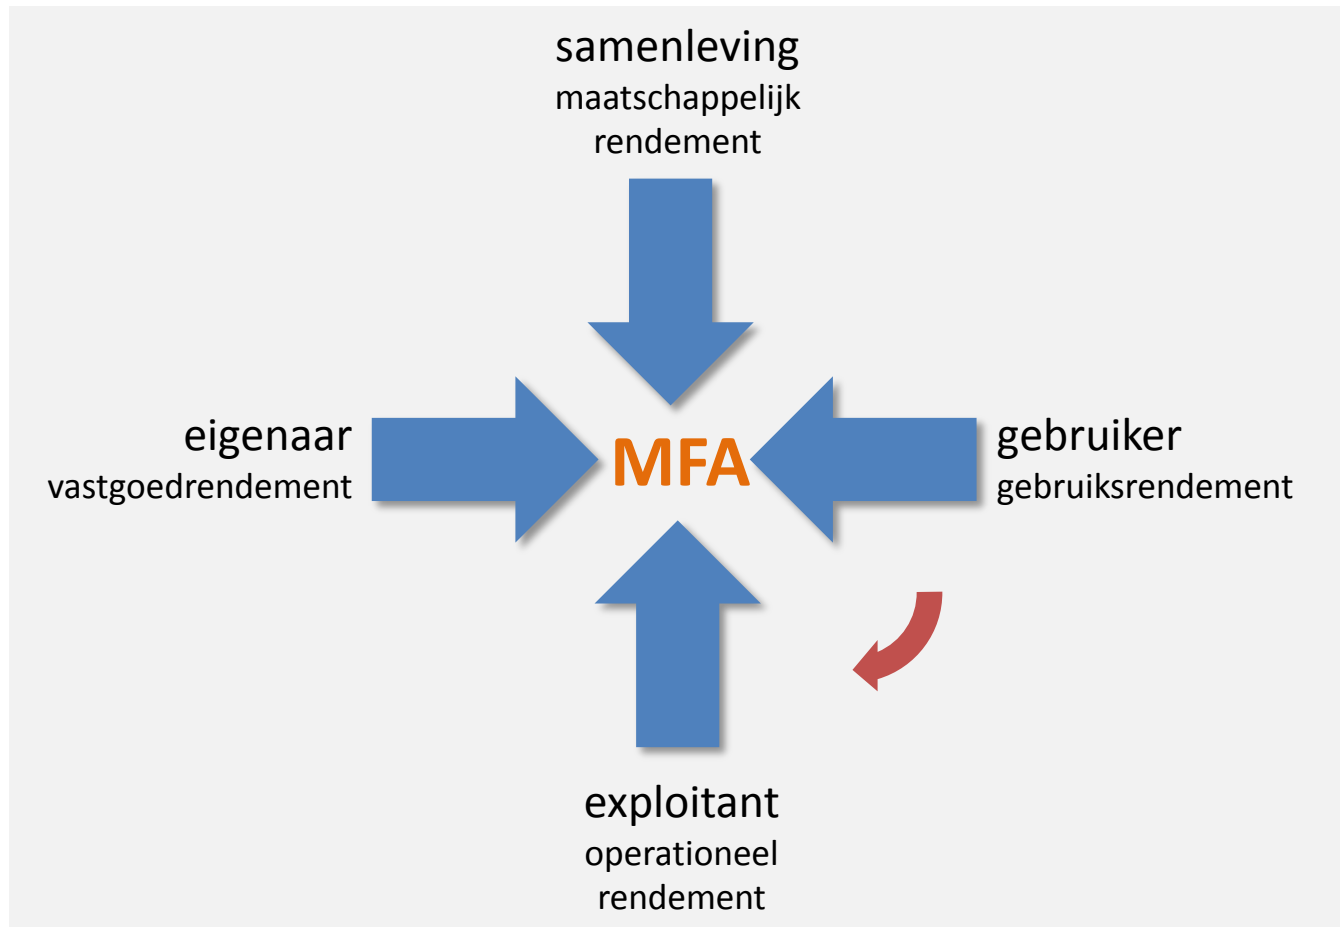 samenleving
maatschappelijk
rendement
eigenaar
vastgoedrendement
MFA
gebruiker
gebruiksrendement
exploitant
operationeel
rendement